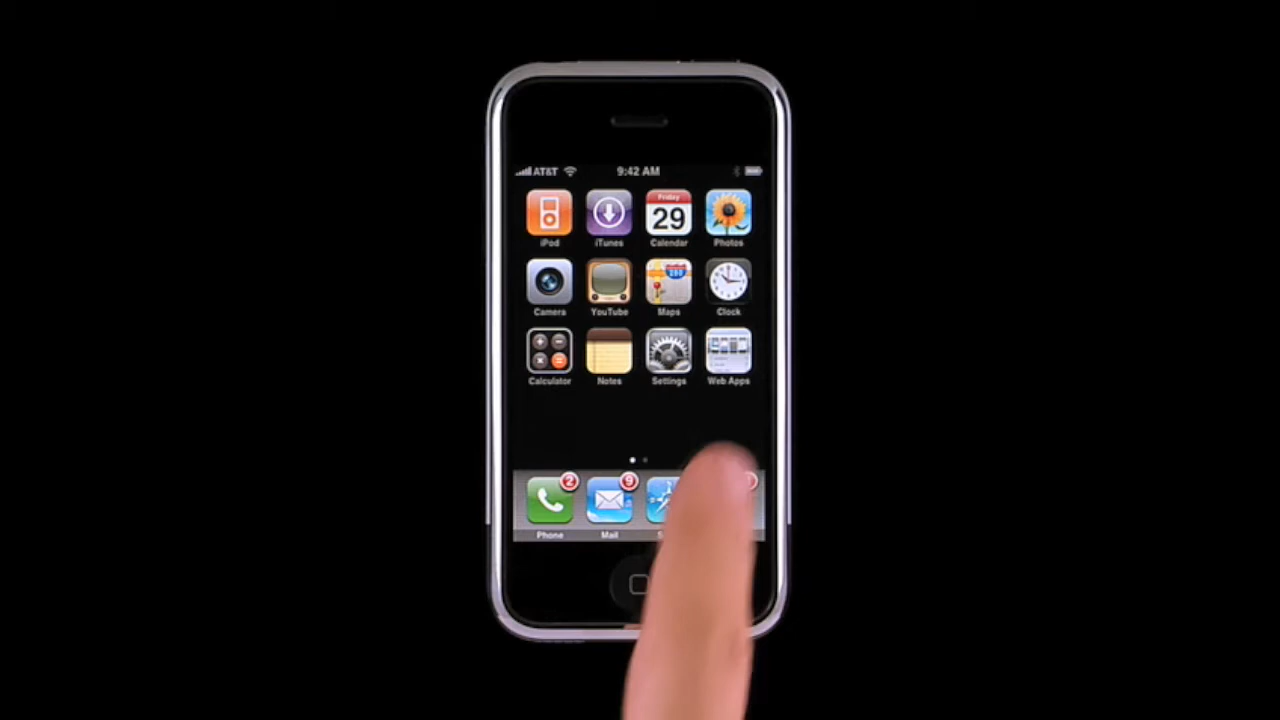 AT&T 9:42 AM
Friday
29
iPod iTunes Calendar Photos
280
Camera YouTube Maps Clock
Calculator Notes Settings Web Apps
2 9
Phone Mail